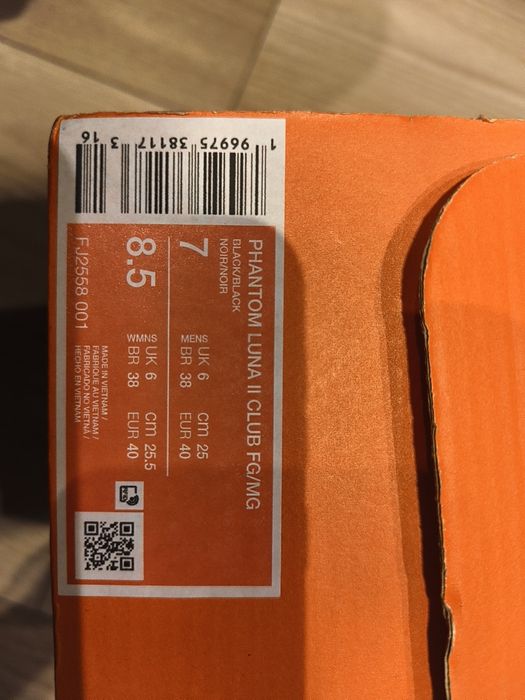 PHANTOM LUNA II CLUB FG/MG
BLACK/BLACK
NOIR/NOIR
7
MENS UK 6 cm 25
BR 38 EUR 40
8.5
WMNS UK 6 cm 25.5
BR 38 EUR 40
FJ2558 001
MADE IN VIETNAM /
FABRIQUE AU VIETNAM /
FABRICADO NO VIETNÃ /
HECHO EN VIETNAM
1 96975 38117 3 16